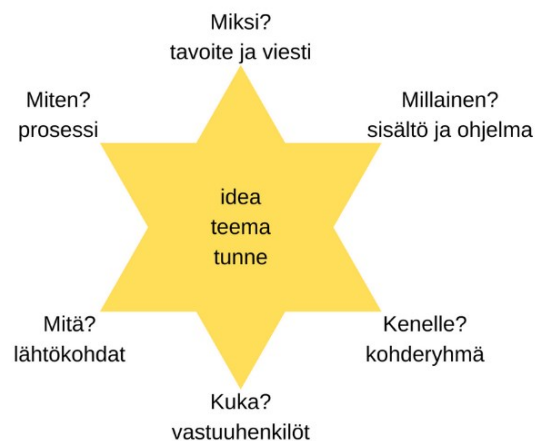 Miksi?
tavoite ja viesti
Miten?
prosessi
Millainen?
sisältö ja ohjelma
idea
teema
tunne
Mitä?
lähtökohdat
Kenelle?
kohderyhmä
Kuka?
vastuuhenkilöt